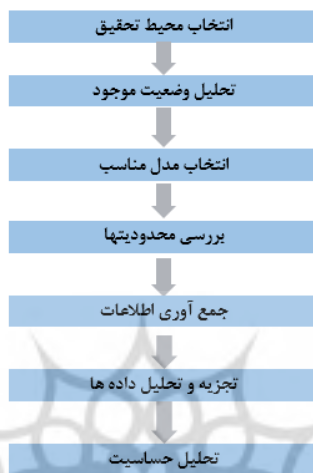 انتخاب محیط تحقیق
تحلیل وضعیت موجود
انتخاب مدل مناسب
بررسی محدودیتها
جمع آوری اطلاعات
تجزیه و تحلیل داده ها
تحلیل حساسیت